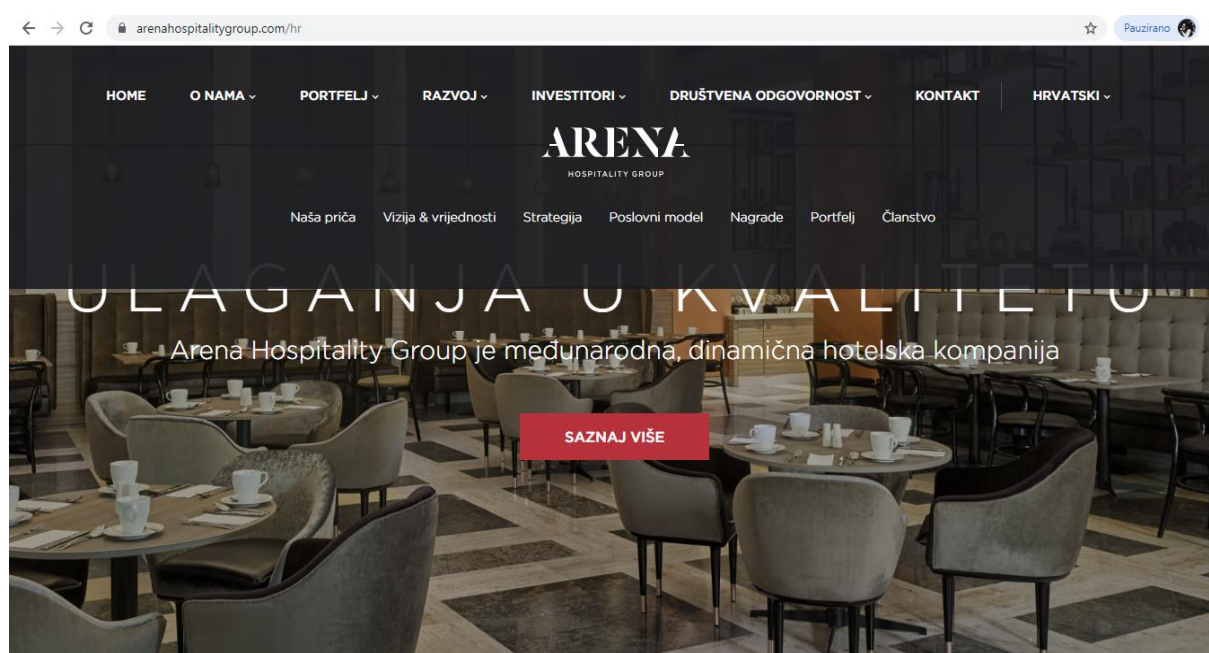 arenahospitalitygroup.com/hr
Pauzirano
HOME O NAMA PORTFELJ RAZVOJ INVESTITORI DRUŠTVENA ODGOVORNOST KONTAKT HRVATSKI
ARENA
HOSPITALITY GROUP
Naša priča Vizija & vrijednosti Strategija Poslovni model Nagrade Portfelj Članstvo
ULAGANJA U KVALITETU
Arena Hospitality Group je međunarodna, dinamična hotelska kompanija
SAZNAJ VIŠE